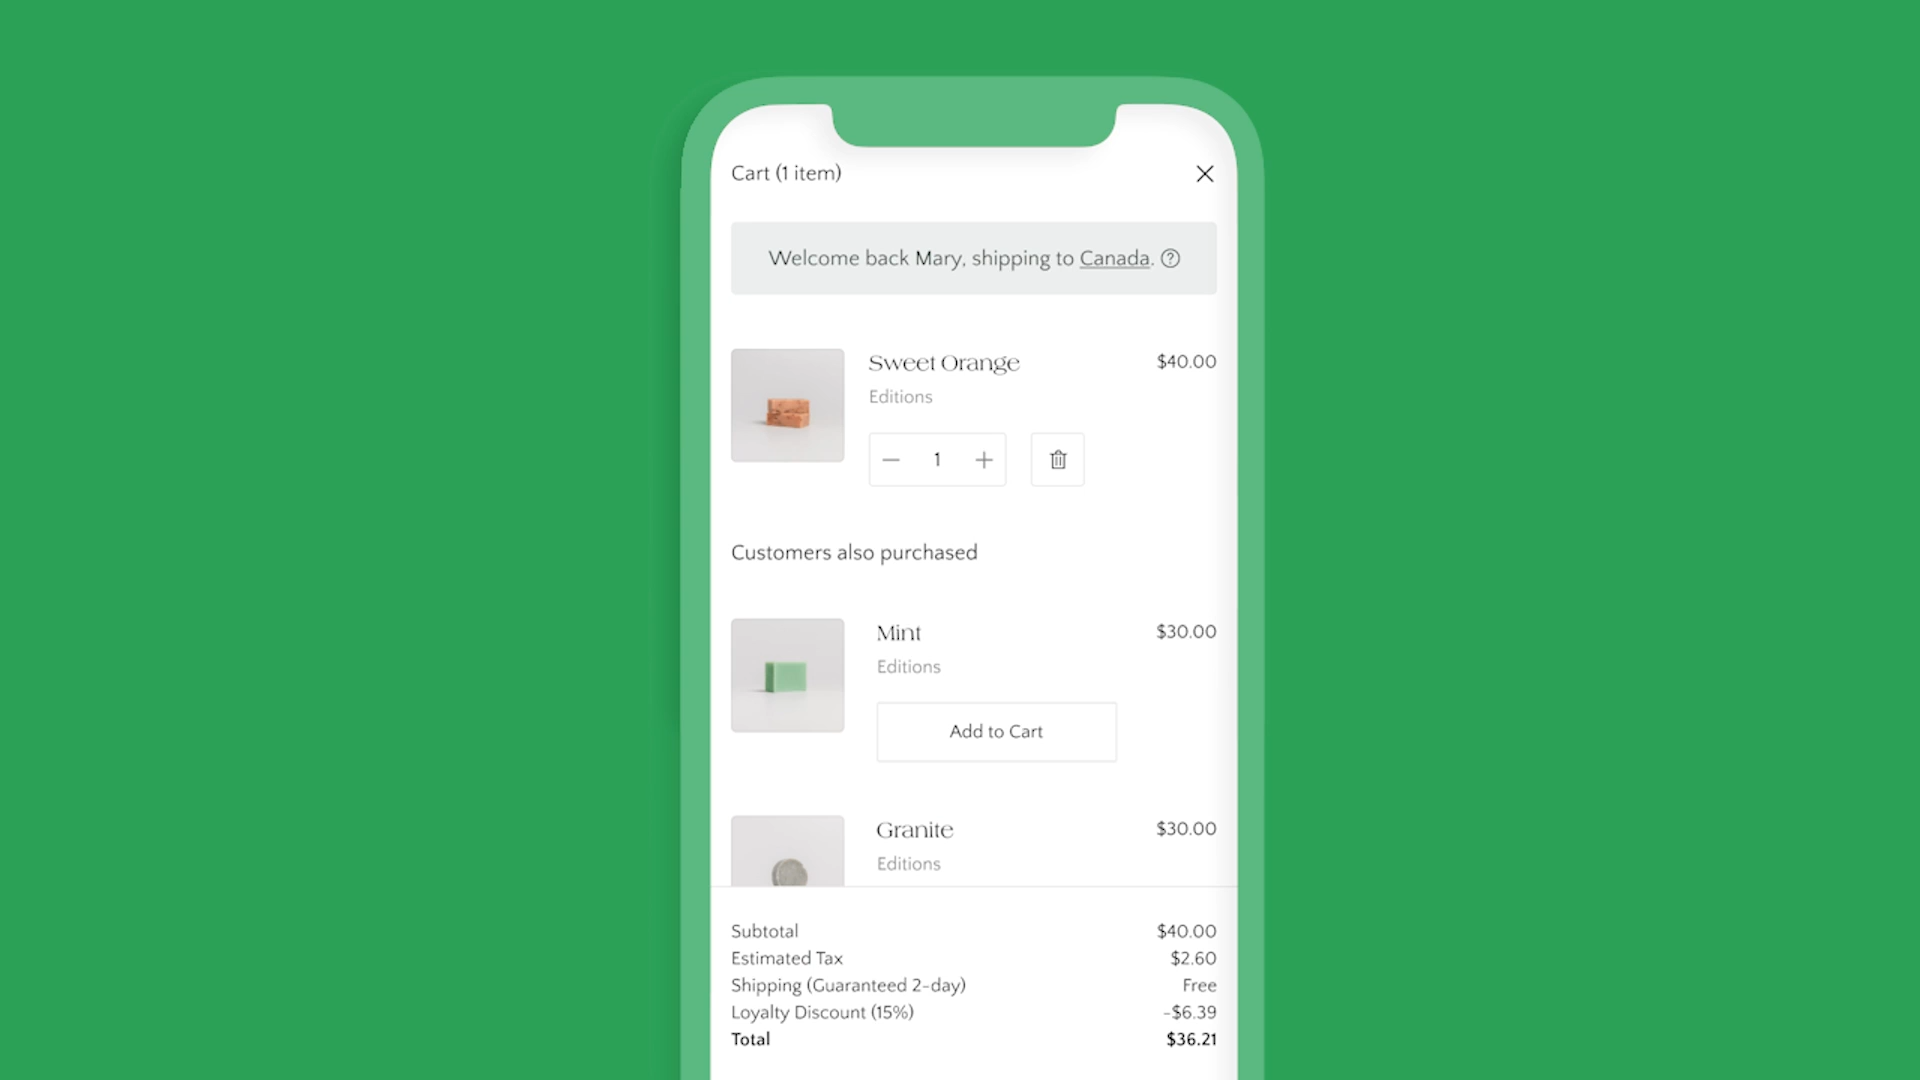 Cart (1 item)
Welcome back Mary, shipping to Canada.
Sweet Orange $40.00
Editions
1
Customers also purchased
Mint $30.00
Editions
Add to Cart
Granite $30.00
Editions
Subtotal $40.00
Estimated Tax $2.60
Shipping (Guaranteed 2-day) Free
Loyalty Discount (15%) -$6.39
Total $36.21